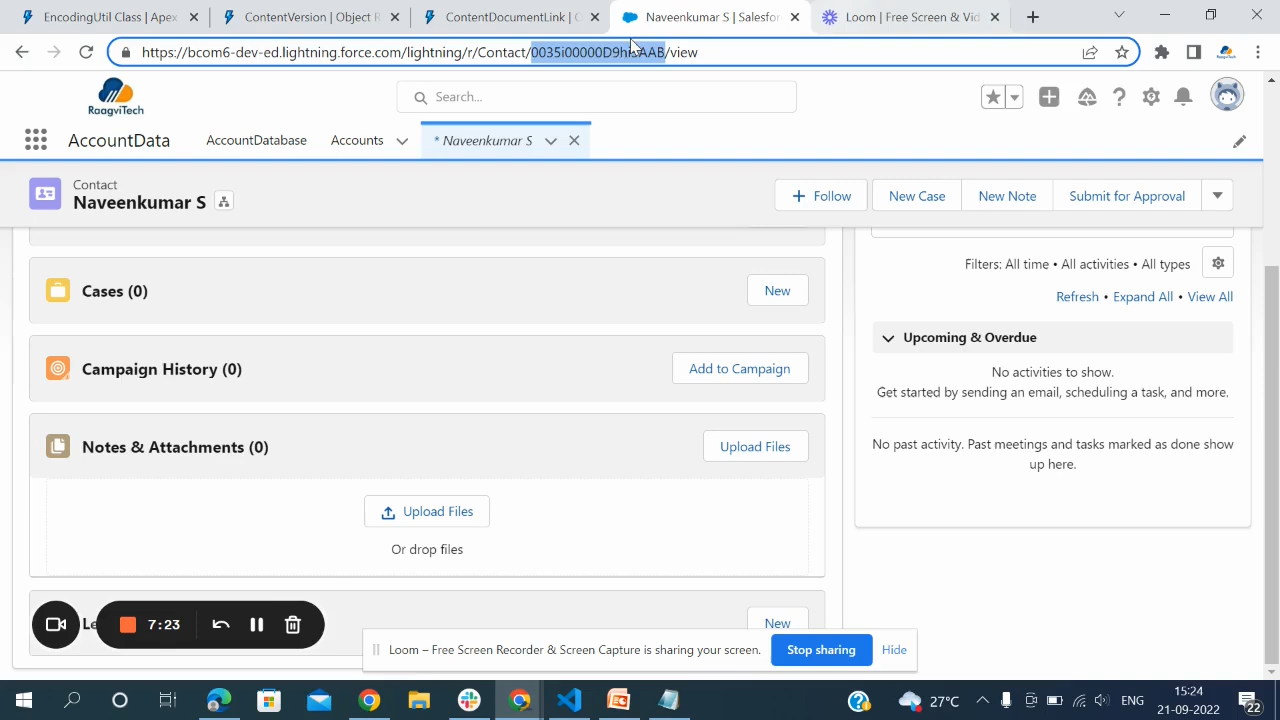 EncodingUtil Class | Apex
ContentVersion | Object R
ContentDocumentLink | O
Naveenkumar S | Salesfor
Loom | Free Screen & Vid
https://bcom6-dev-ed.lightning.force.com/lightning/r/Contact/
/view
RaagviTech
Search...
AccountData
AccountDatabase
Accounts
* Naveenkumar S
Contact
Naveenkumar S
Follow
New Case
New Note
Submit for Approval
Filters: All time • All activities • All types
Refresh • Expand All • View All
Cases (0)
New
Upcoming & Overdue
No activities to show.
Get started by sending an email, scheduling a task, and more.
Campaign History (0)
Add to Campaign
No past activity. Past meetings and tasks marked as done show
up here.
Notes & Attachments (0)
Upload Files
Upload Files
Or drop files
Le
New
7:23
Loom – Free Screen Recorder & Screen Capture is sharing your screen.
Stop sharing
Hide
27°C
ENG
15:24
21-09-2022
22